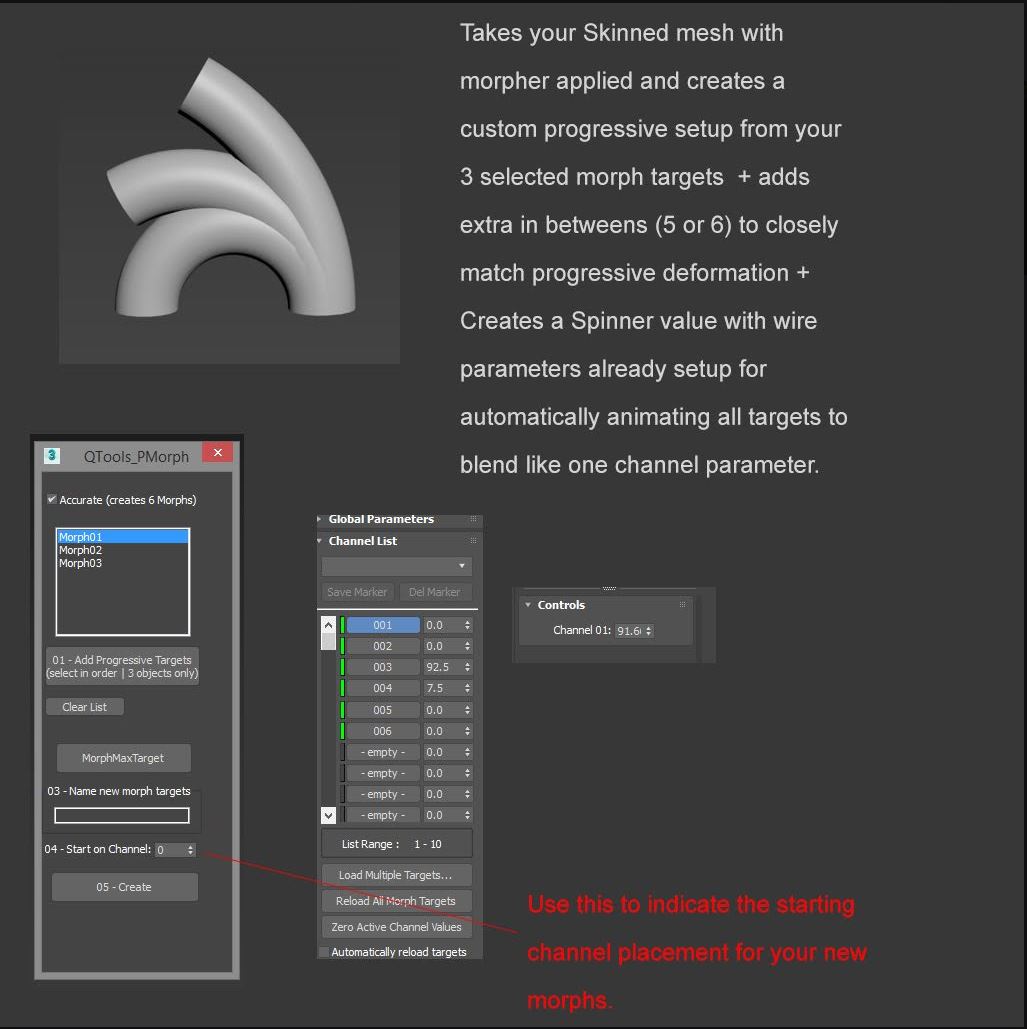 Takes your Skinned mesh with
morpher applied and creates a
custom progressive setup from your
3 selected morph targets + adds
extra in betweens (5 or 6) to closely
match progressive deformation +
Creates a Spinner value with wire
parameters already setup for
automatically animating all targets to
blend like one channel parameter.
3 QTools_PMorph
Accurate (creates 6 Morphs)
Morph01
Morph02
Morph03
01 - Add Progressive Targets
(select in order | 3 objects only)
Clear List
MorphMaxTarget
03 - Name new morph targets
04 - Start on Channel: 0
05 - Create
Global Parameters
Channel List
Save Marker Del Marker
001 0.0
002 0.0
003 92.5
004 7.5
005 0.0
006 0.0
- empty - 0.0
- empty - 0.0
- empty - 0.0
- empty - 0.0
List Range : 1 - 10
Load Multiple Targets...
Reload All Morph Targets
Zero Active Channel Values
Automatically reload targets
Controls
Channel 01: 91.6
Use this to indicate the starting
channel placement for your new
morphs.